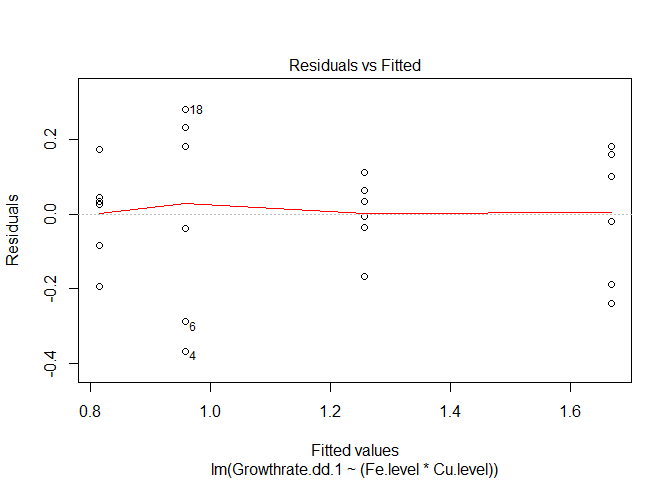 Residuals vs Fitted
Residuals
0.2
0.0
-0.2
-0.4
18
6
4
0.8 1.0 1.2 1.4 1.6
Fitted values
lm(Growthrate.dd.1 ~ (Fe.level * Cu.level))